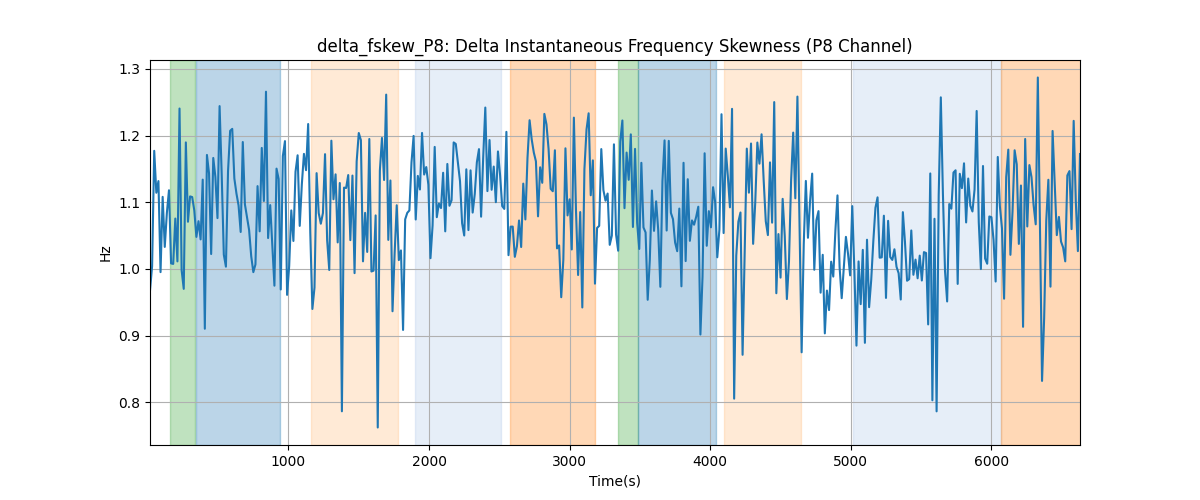 delta_fskew_P8: Delta Instantaneous Frequency Skewness (P8 Channel)
1.3
1.2
1.1
1.0
0.9
0.8
Hz
1000 2000 3000 4000 5000 6000
Time(s)